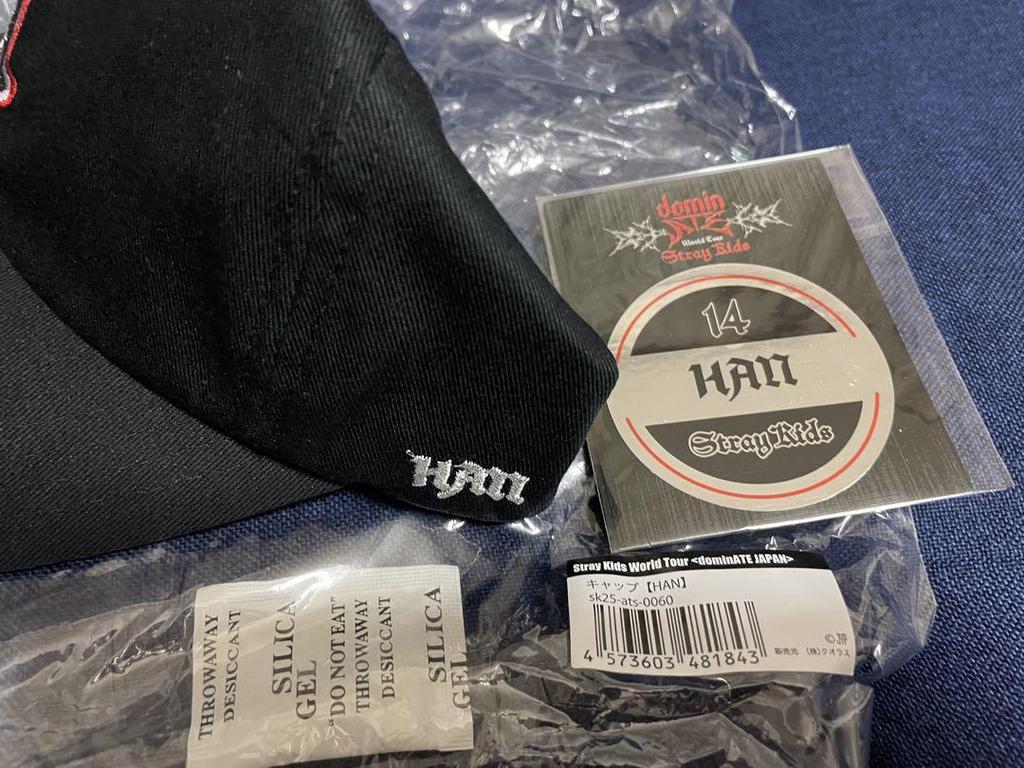 domin
ATE
World Tour
Stray Kids
14
HAN
Stray Kids
HAN
Stray Kids World Tour <dominATE JAPAN>
キャップ【HAN】
sk25-ats-0060
4 573603 481843
©JYP
販売元 (株)クオラス
THROWAWAY
DESICCANT
SILICA
GEL
"DO NOT EAT"
THROWAWAY
DESICCANT
SILICA
GEL